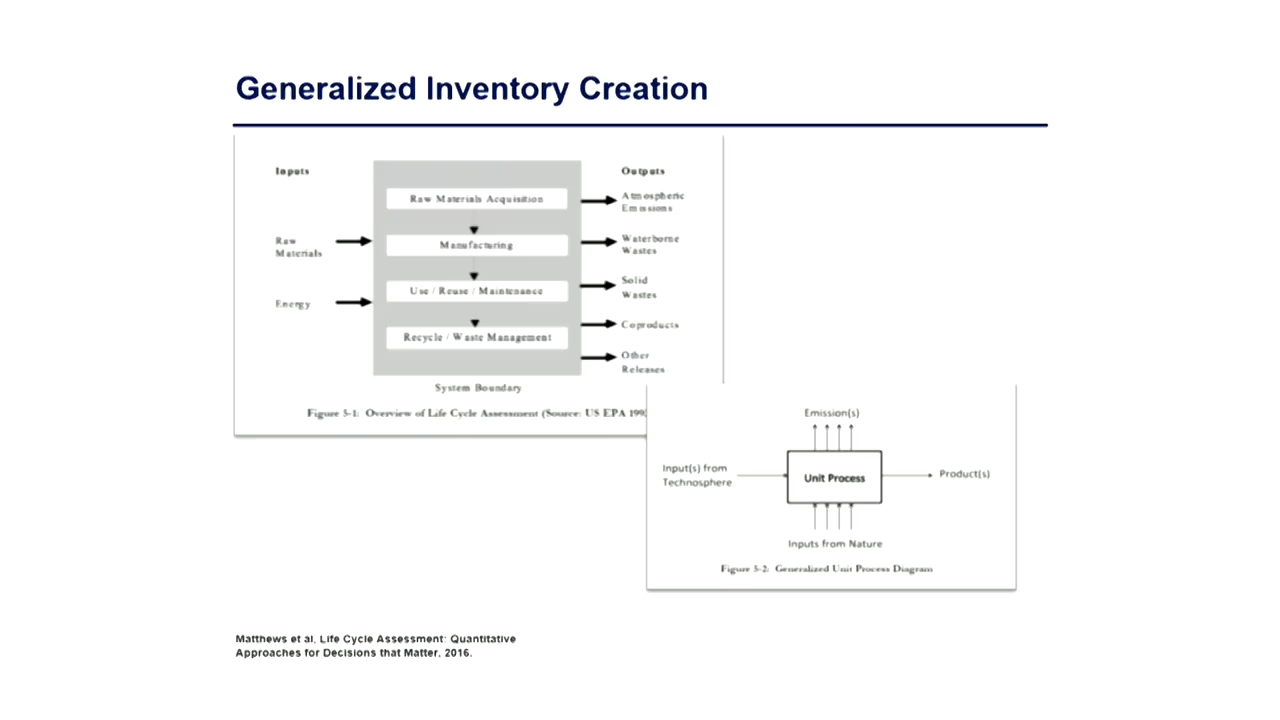 Generalized Inventory Creation
Inputs
Outputs
Raw Materials Acquisition
Atmospheric
Emissions
Raw
Materials
Manufacturing
Waterborne
Wastes
Use / Reuse / Maintenance
Solid
Wastes
Energy
Coproducts
Recycle / Waste Management
Other
Releases
System Boundary
Figure 5-1: Overview of Life Cycle Assessment (Source: US EPA
Emission(s)
Input(s) from
Technosphere
Unit Process
Product(s)
Inputs from Nature
Figure 5-2: Generalized Unit Process Diagram
Matthews et al, Life Cycle Assessment: Quantitative
Approaches for Decisions that Matter, 2016.